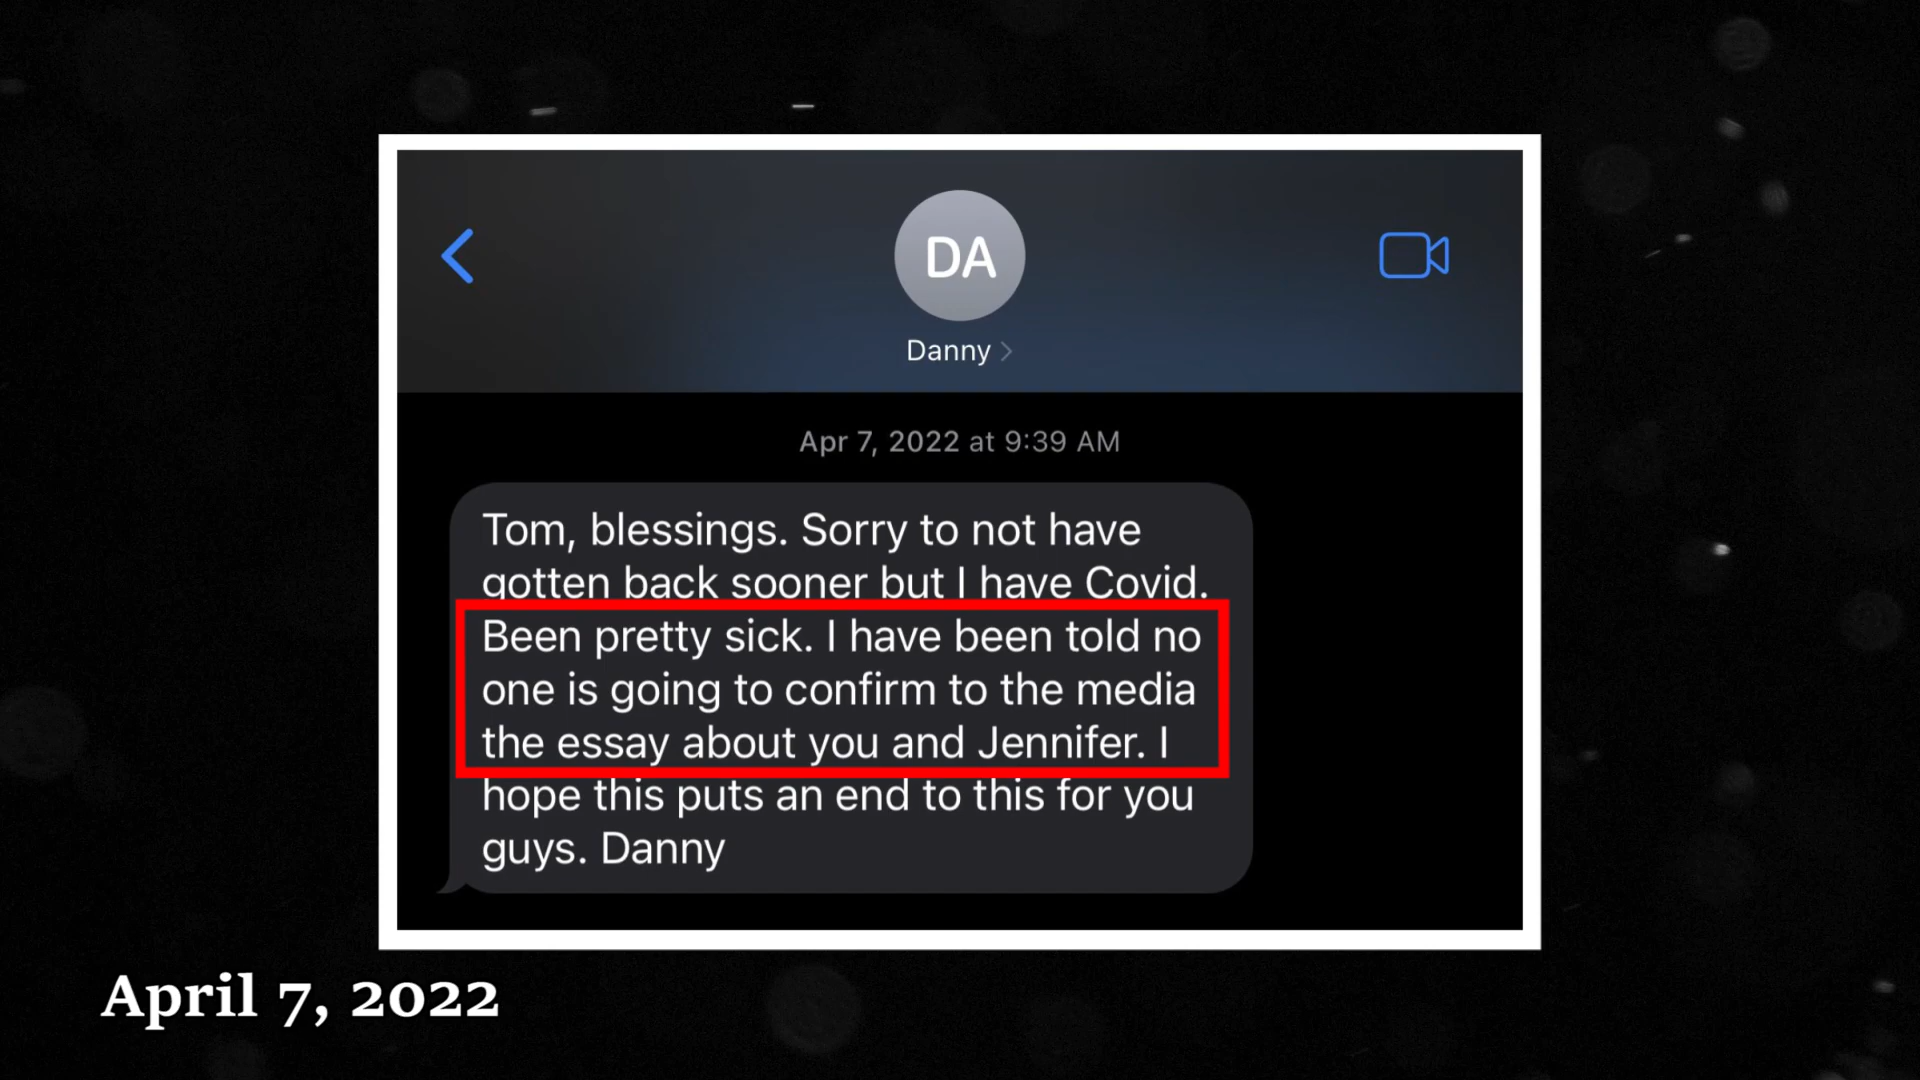 DA
Danny
Apr 7, 2022 at 9:39 AM
Tom, blessings. Sorry to not have
gotten back sooner but I have Covid.
Been pretty sick. I have been told no
one is going to confirm to the media
the essay about you and Jennifer. I
hope this puts an end to this for you
guys. Danny
April 7, 2022